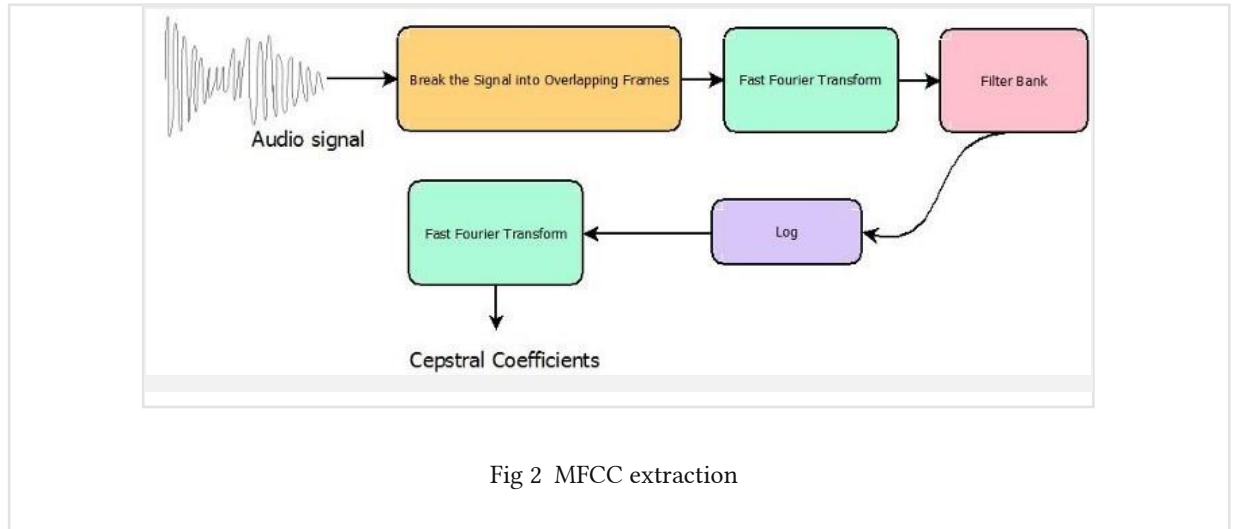 Break the Signal into Overlapping Frames
Fast Fourier Transform
Filter Bank
Audio signal
Fast Fourier Transform
Log
Cepstral Coefficients
Fig 2 MFCC extraction